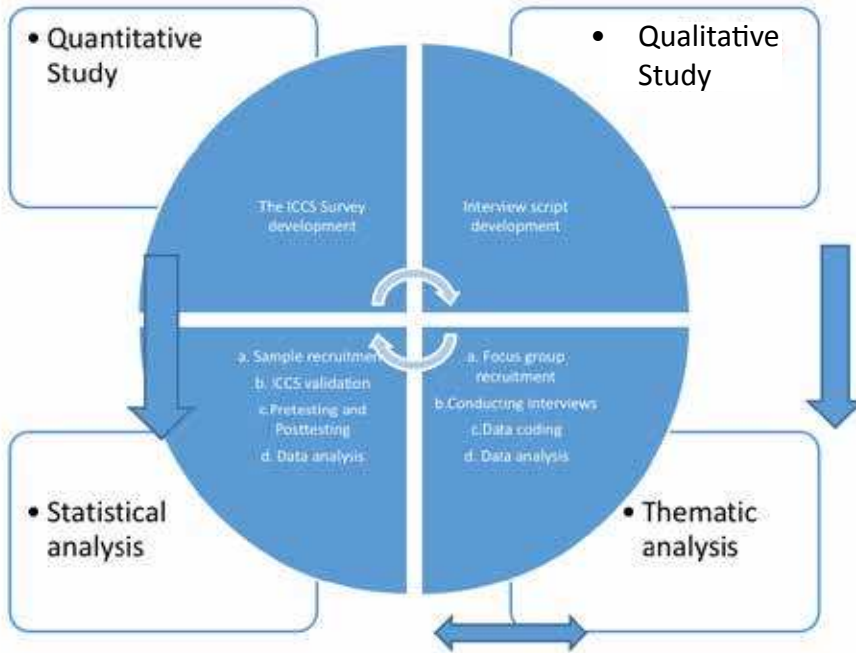 • Quantitative
Study
• Qualitative
Study
The ICCS Survey
development
Interview script
development
a. Sample recruitment
b. ICCS validation
c.Pretesting and
Posttesting
d. Data analysis
a. Focus group
recruitment
b.Conducting interviews
c.Data coding
d. Data analysis
• Statistical
analysis
• Thematic
analysis